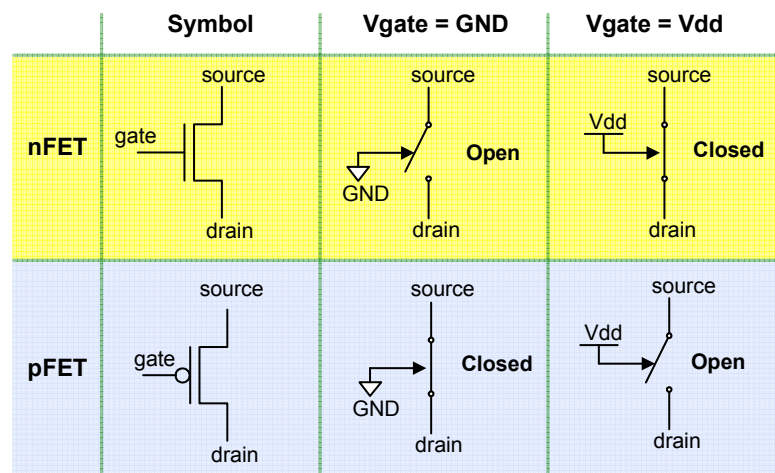 Symbol Vgate = GND Vgate = Vdd
source source source
nFET gate Vdd
Open Closed
GND
drain drain drain
source source source
pFET gate Vdd
Closed Open
GND
drain drain drain